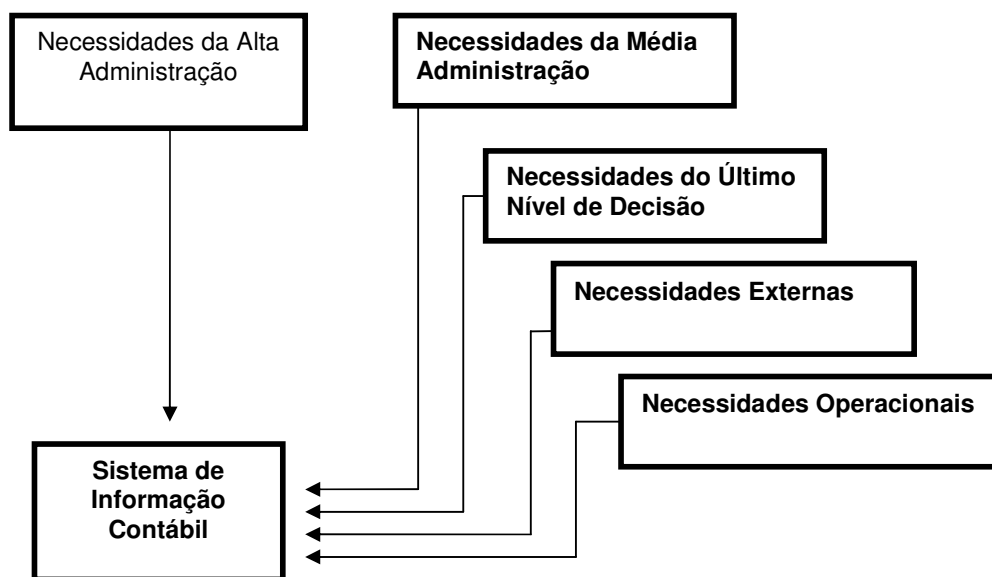 Necessidades da Alta
Administração
Necessidades da Média
Administração
Necessidades do Último
Nível de Decisão
Necessidades Externas
Necessidades Operacionais
Sistema de
Informação
Contábil